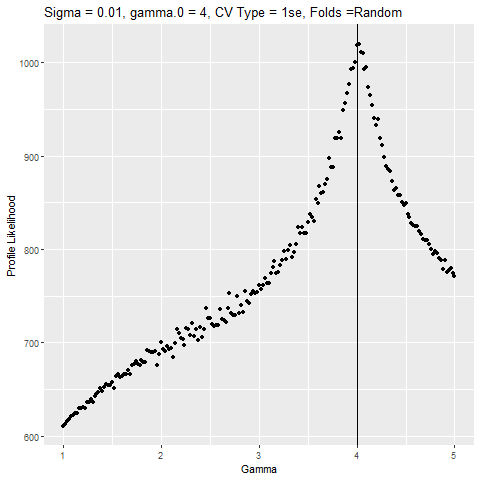 Sigma = 0.01, gamma.0 = 4, CV Type = 1se, Folds =Random
Profile Likelihood
1000
900
800
700
600
1 2 3 4 5
Gamma